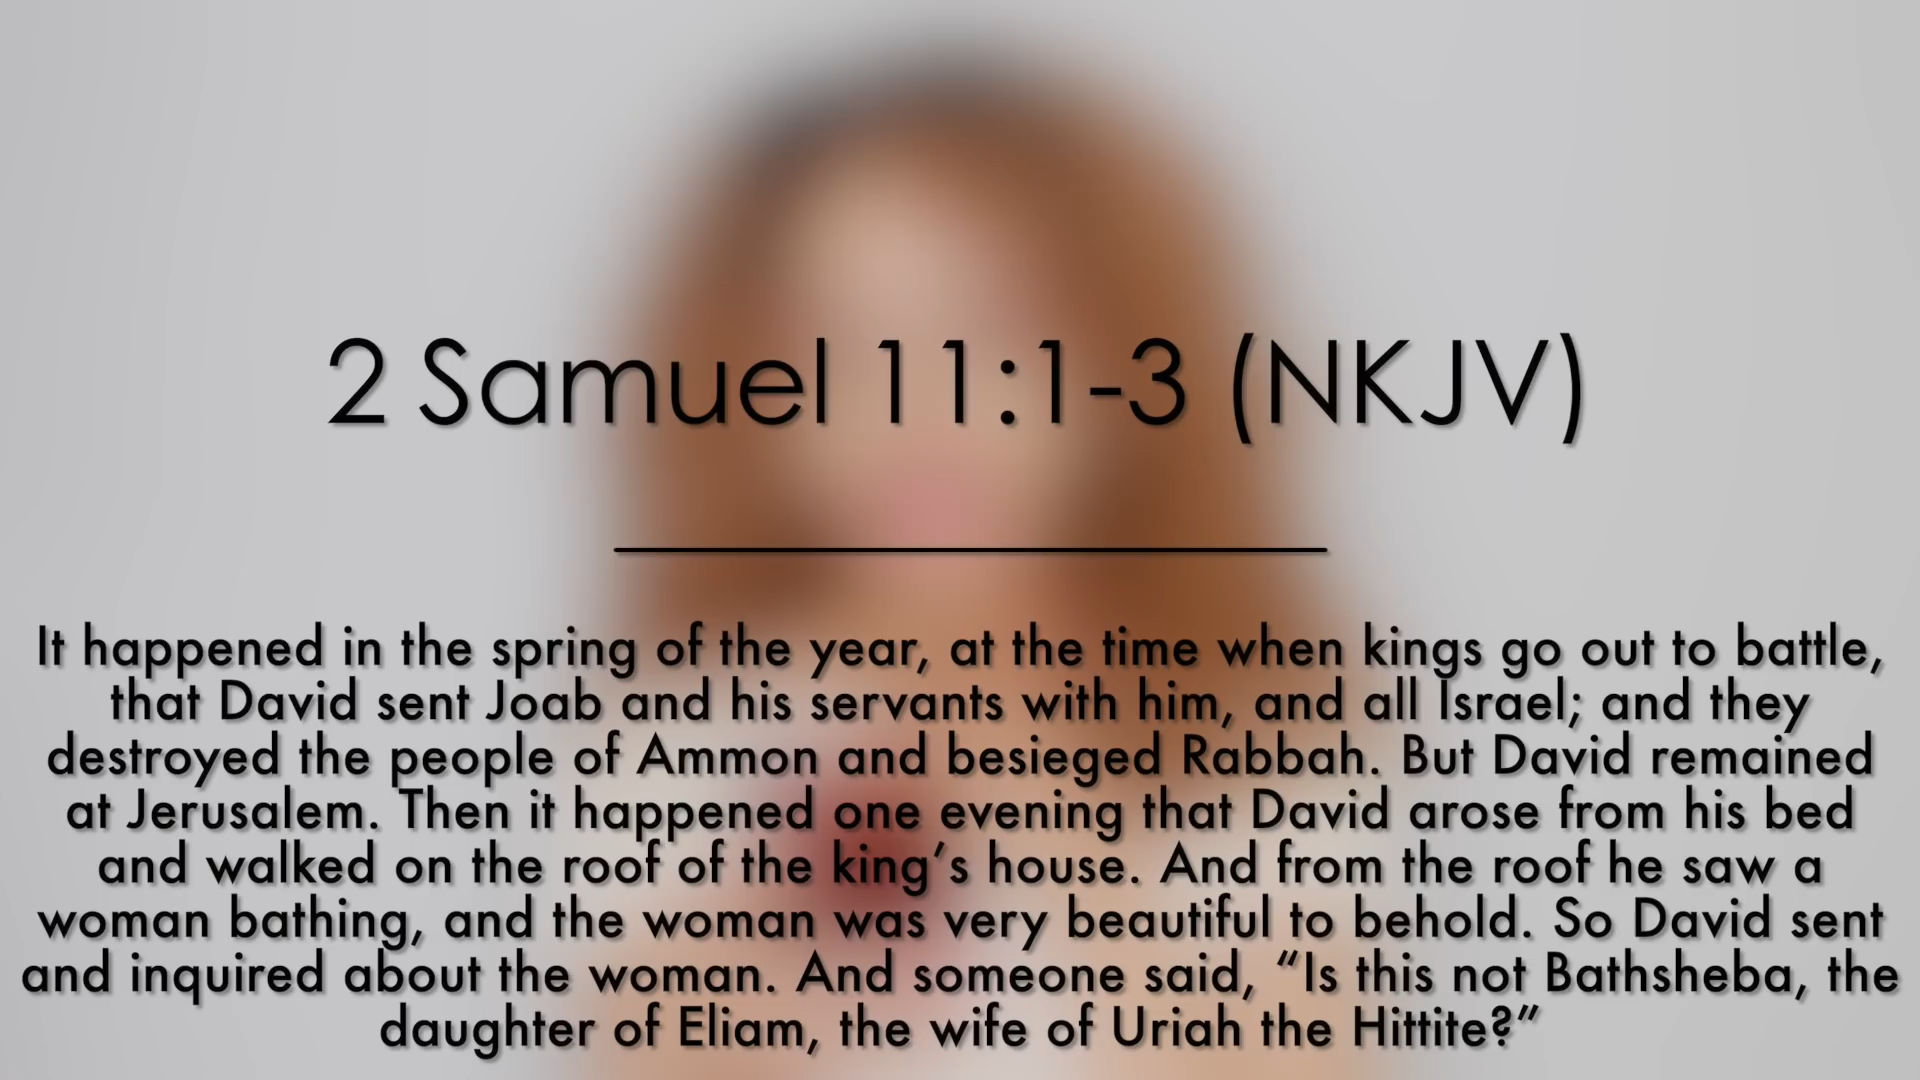 2 Samuel 11:1-3 (NKJV)
It happened in the spring of the year, at the time when kings go out to battle,
that David sent Joab and his servants with him, and all Israel; and they
destroyed the people of Ammon and besieged Rabbah. But David remained
at Jerusalem. Then it happened one evening that David arose from his bed
and walked on the roof of the king’s house. And from the roof he saw a
woman bathing, and the woman was very beautiful to behold. So David sent
and inquired about the woman. And someone said, “Is this not Bathsheba, the
daughter of Eliam, the wife of Uriah the Hittite?”